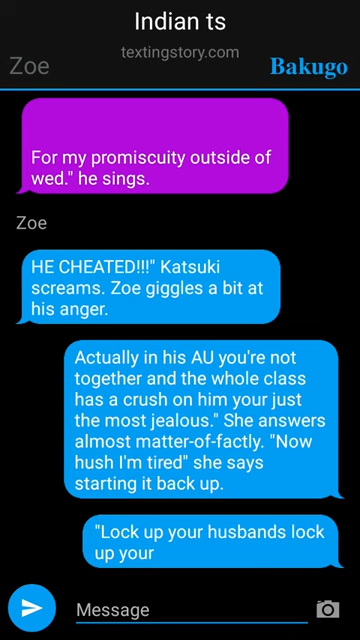 Indian ts
textingstory.com
Zoe
Bakugo
For my promiscuity outside of
wed." he sings.
Zoe
HE CHEATED!!!" Katsuki
screams. Zoe giggles a bit at
his anger.
Actually in his AU you're not
together and the whole class
has a crush on him your just
the most jealous." She answers
almost matter-of-factly. "Now
hush I'm tired" she says
starting it back up.
"Lock up your husbands lock
up your
Message